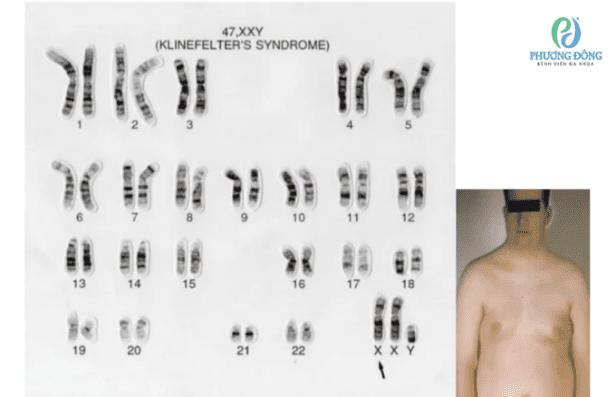 47,XXY
(KLINEFELTER'S SYNDROME)
PHƯƠNG ĐÔNG
BỆNH VIỆN ĐA KHOA
1 2 3 4 5
6 7 8 9 10 11 12
13 14 15 16 17 18
19 20 21 22 X X Y